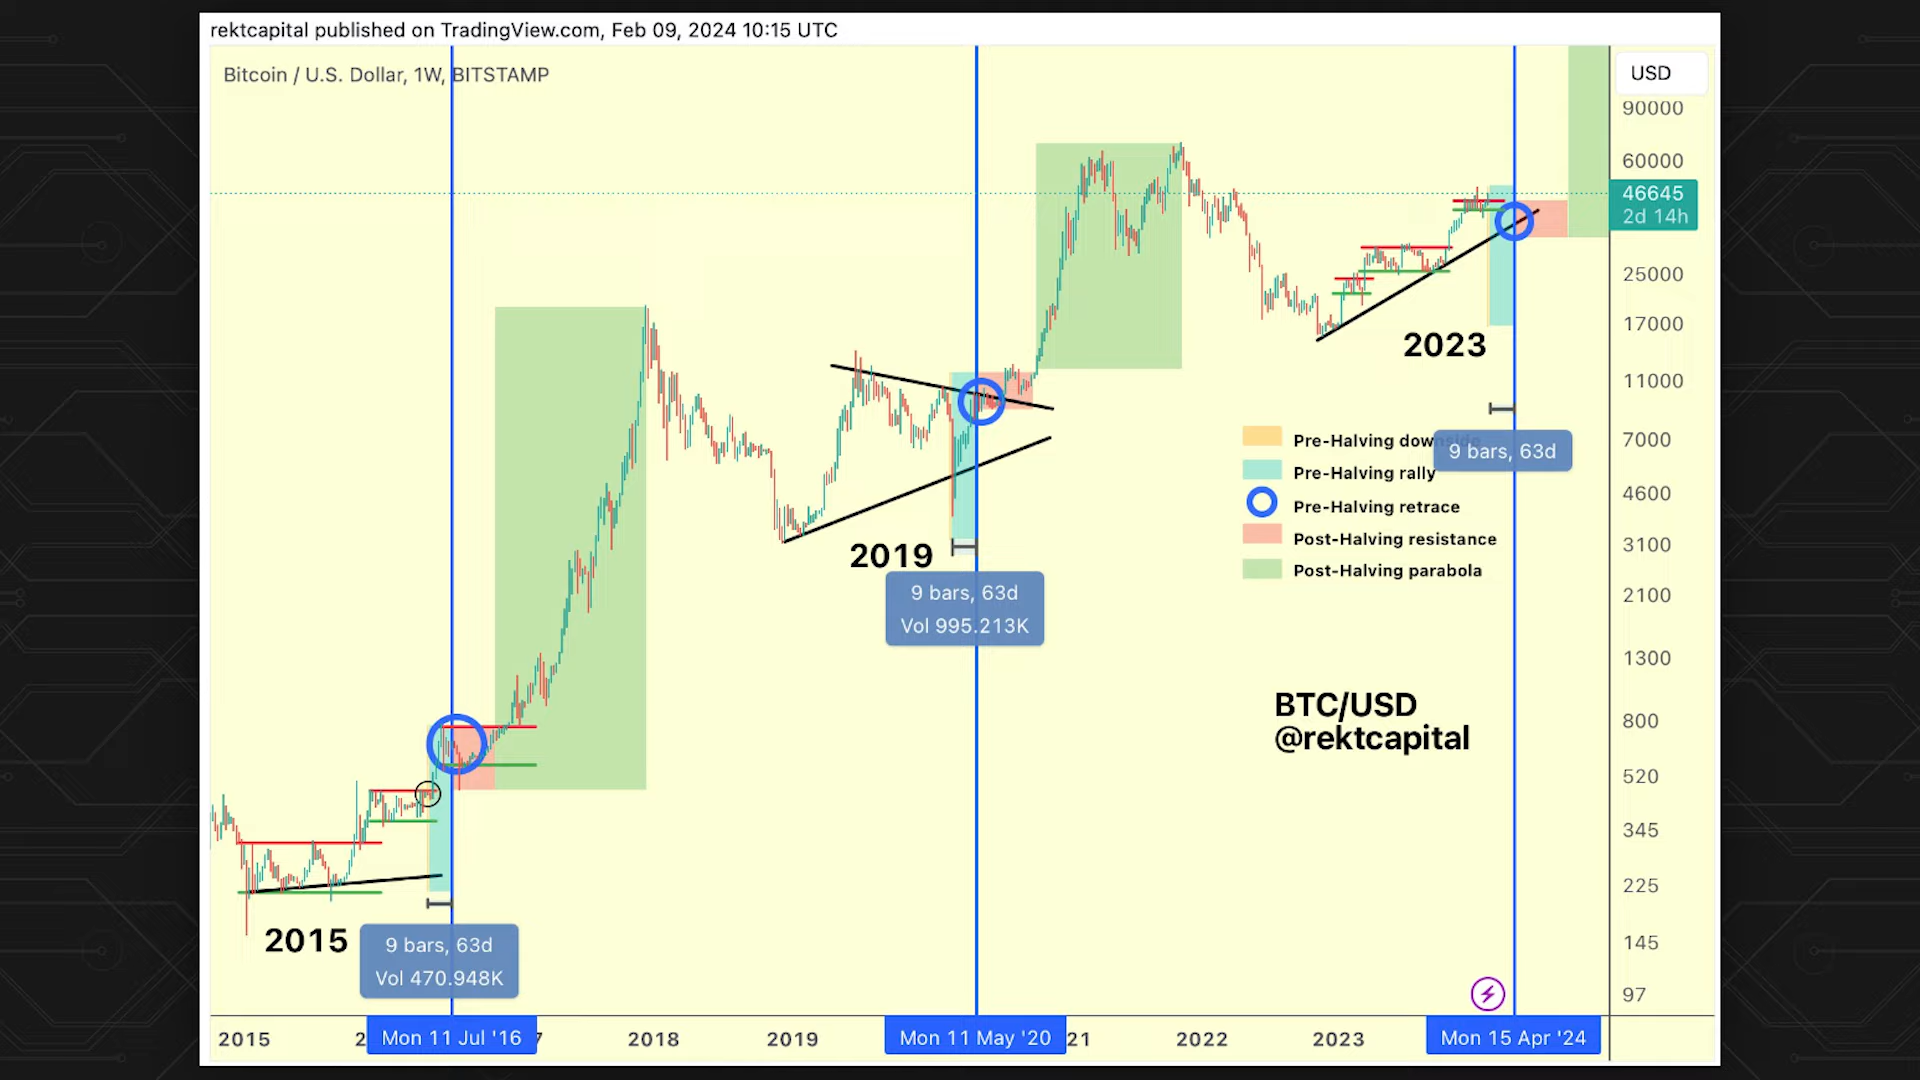 rektcapital published on TradingView.com, Feb 09, 2024 10:15 UTC
Bitcoin / U.S. Dollar, 1W, BITSTAMP
USD
90000
60000
46645
2d 14h
25000
17000
11000
7000
4600
3100
2100
1300
800
520
345
225
145
97
2023
Pre-Halving downside
9 bars, 63d
Pre-Halving rally
Pre-Halving retrace
Post-Halving resistance
Post-Halving parabola
2019
9 bars, 63d
Vol 995.213K
BTC/USD
@rektcapital
2015
9 bars, 63d
Vol 470.948K
2015
2
Mon 11 Jul '16
2018
2019
Mon 11 May '20
21
2022
2023
Mon 15 Apr '24